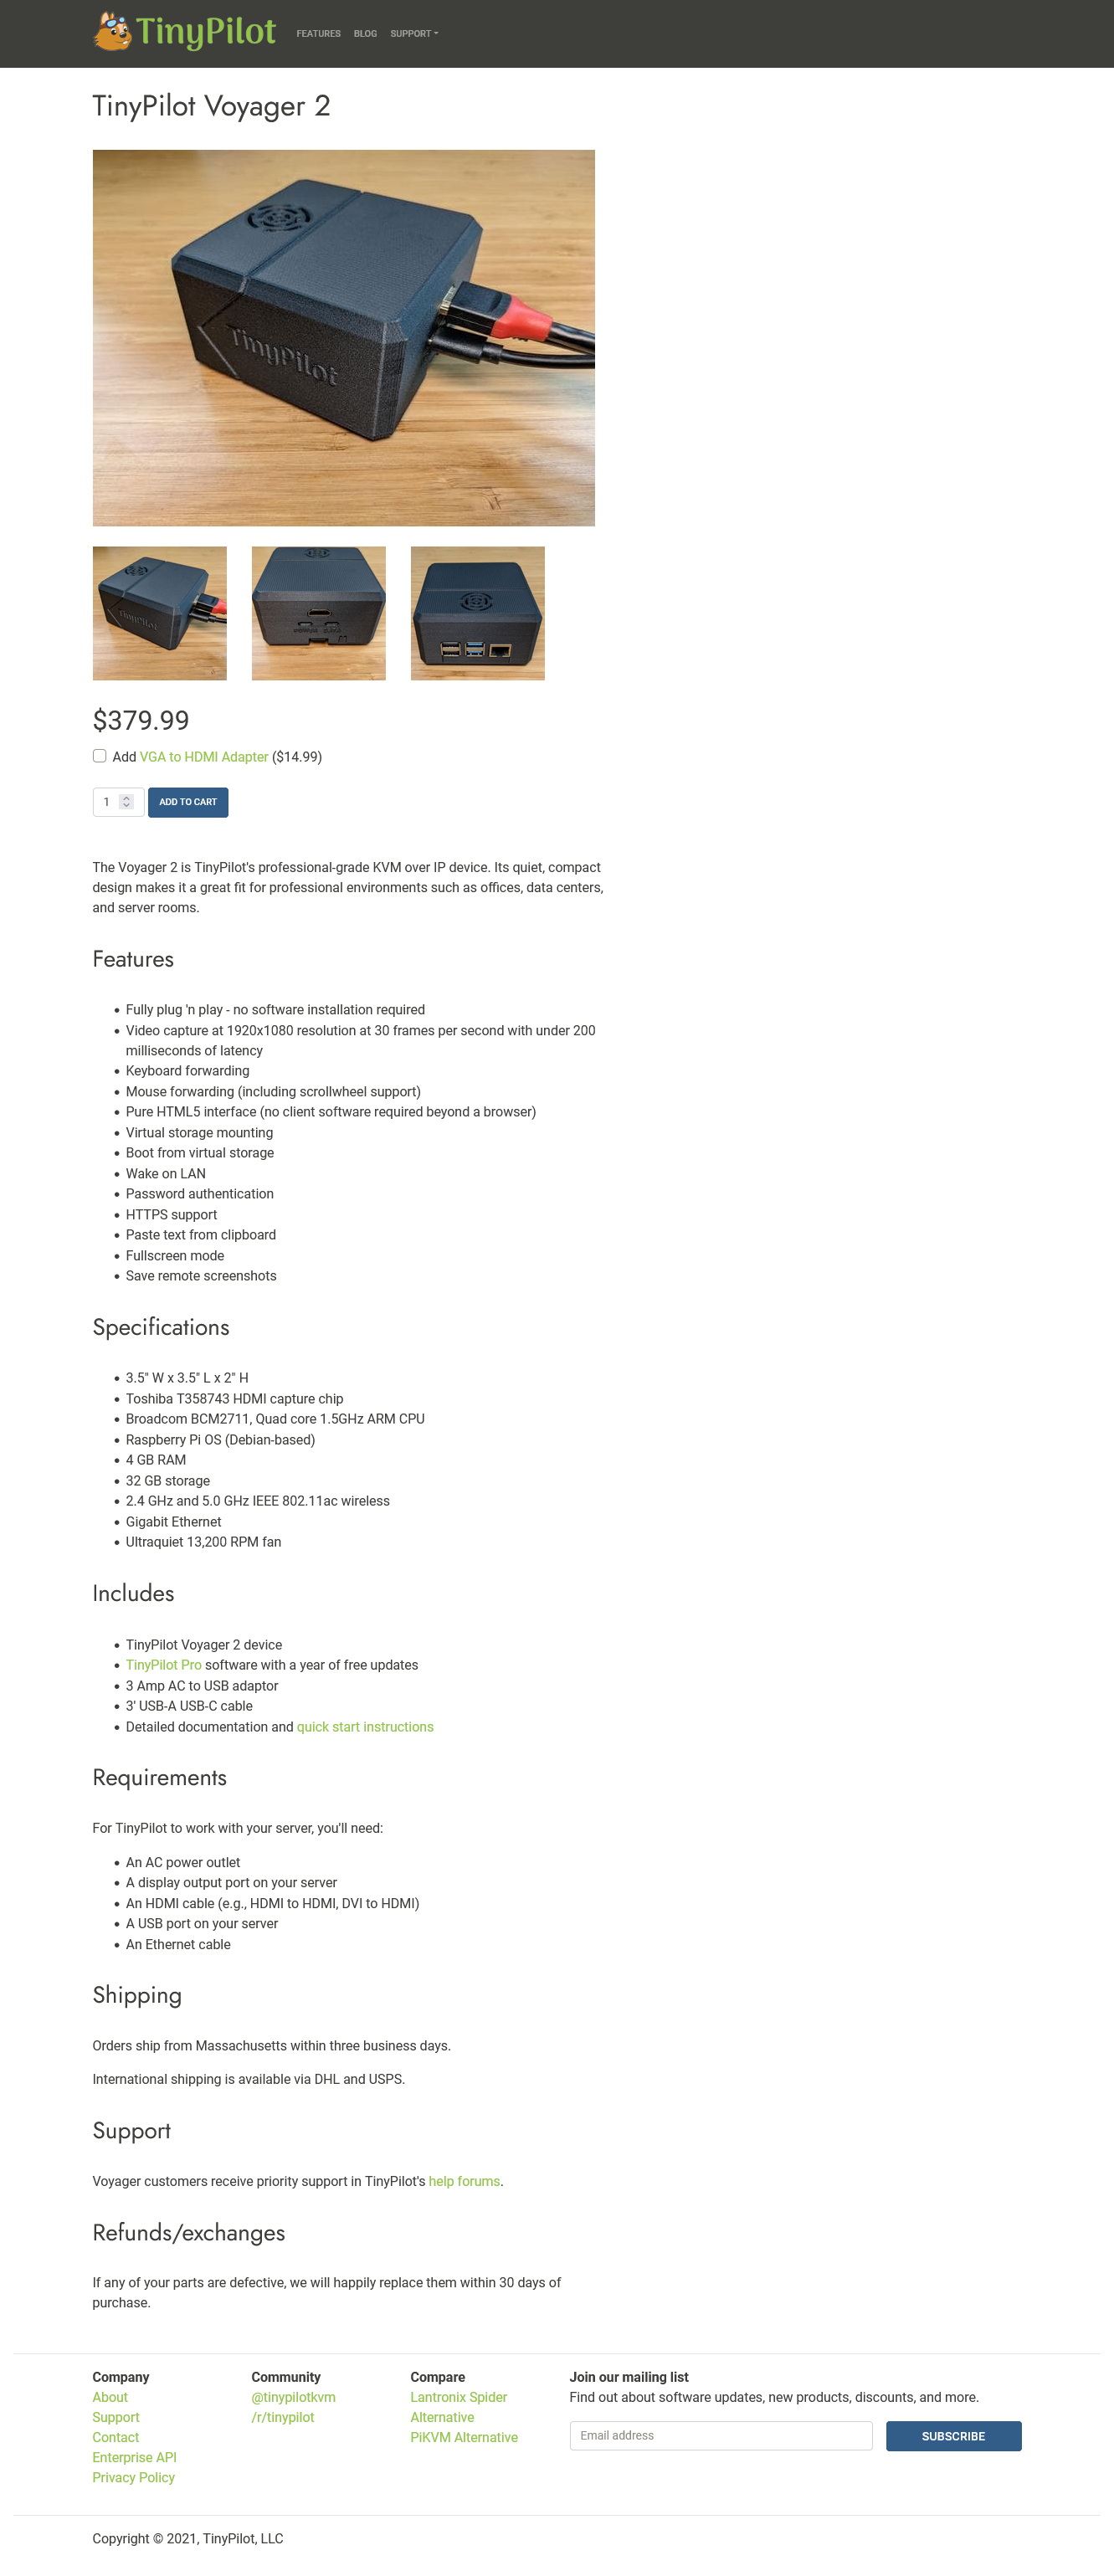 TinyPilot
FEATURES BLOG SUPPORT
TinyPilot Voyager 2
TinyPilot
TinyPilot
$379.99
Add VGA to HDMI Adapter ($14.99)
1 ADD TO CART
The Voyager 2 is TinyPilot's professional-grade KVM over IP device. Its quiet, compact
design makes it a great fit for professional environments such as offices, data centers,
and server rooms.
Features
• Fully plug 'n play - no software installation required
• Video capture at 1920x1080 resolution at 30 frames per second with under 200
milliseconds of latency
• Keyboard forwarding
• Mouse forwarding (including scrollwheel support)
• Pure HTML5 interface (no client software required beyond a browser)
• Virtual storage mounting
• Boot from virtual storage
• Wake on LAN
• Password authentication
• HTTPS support
• Paste text from clipboard
• Fullscreen mode
• Save remote screenshots
Specifications
• 3.5" W x 3.5" L x 2" H
• Toshiba T358743 HDMI capture chip
• Broadcom BCM2711, Quad core 1.5GHz ARM CPU
• Raspberry Pi OS (Debian-based)
• 4 GB RAM
• 32 GB storage
• 2.4 GHz and 5.0 GHz IEEE 802.11ac wireless
• Gigabit Ethernet
• Ultraquiet 13,200 RPM fan
Includes
• TinyPilot Voyager 2 device
• TinyPilot Pro software with a year of free updates
• 3 Amp AC to USB adaptor
• 3' USB-A USB-C cable
• Detailed documentation and quick start instructions
Requirements
For TinyPilot to work with your server, you'll need:
• An AC power outlet
• A display output port on your server
• An HDMI cable (e.g., HDMI to HDMI, DVI to HDMI)
• A USB port on your server
• An Ethernet cable
Shipping
Orders ship from Massachusetts within three business days.
International shipping is available via DHL and USPS.
Support
Voyager customers receive priority support in TinyPilot's help forums.
Refunds/exchanges
If any of your parts are defective, we will happily replace them within 30 days of
purchase.
Company
About
Support
Contact
Enterprise API
Privacy Policy
Community
@tinypilotkvm
/r/tinypilot
Compare
Lantronix Spider
Alternative
PiKVM Alternative
Join our mailing list
Find out about software updates, new products, discounts, and more.
Email address SUBSCRIBE
Copyright © 2021, TinyPilot, LLC